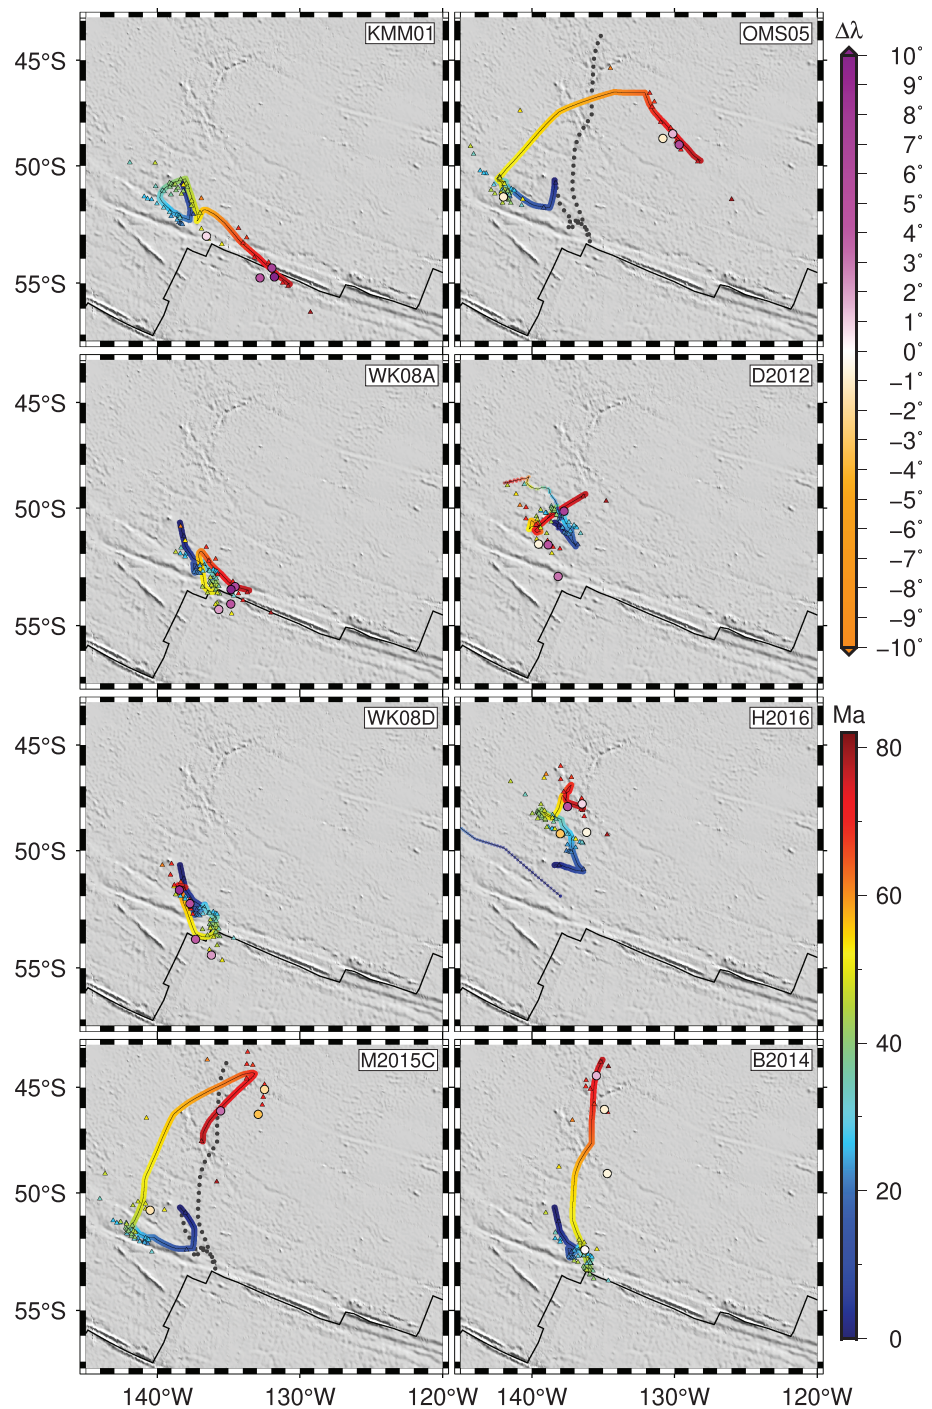 KMM01
OMS05
Δλ
45°S
50°S
55°S
10°
9°
8°
7°
6°
5°
4°
3°
2°
1°
0°
−1°
−2°
−3°
−4°
−5°
−6°
−7°
−8°
−9°
−10°
WK08A
D2012
45°S
50°S
55°S
WK08D
H2016
Ma
45°S
50°S
55°S
80
60
40
20
0
M2015C
B2014
45°S
50°S
55°S
140°W
130°W
120°W
140°W
130°W
120°W